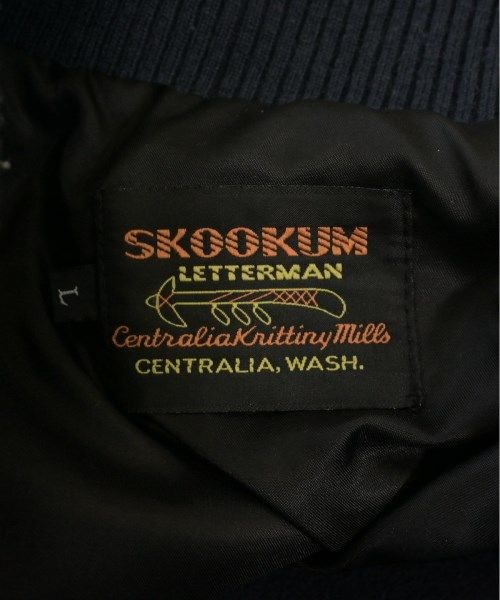 SKOOKUM
LETTERMAN
Centralia Knitting Mills
CENTRALIA, WASH.
L